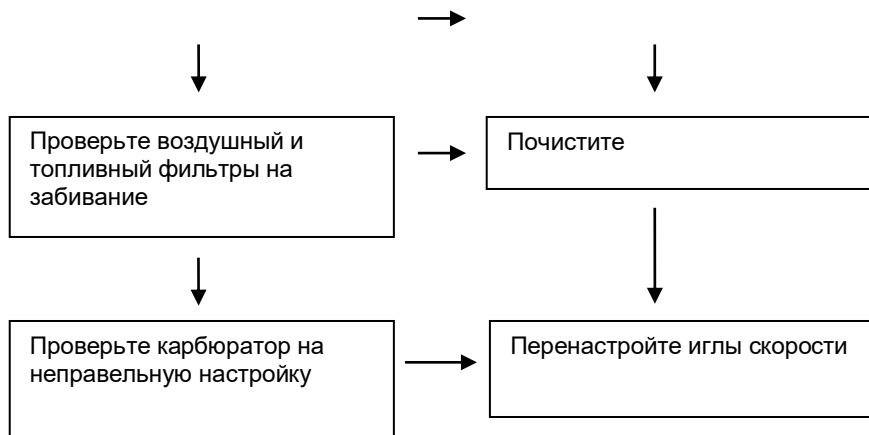 Проверьте воздушный и
топливный фильтры на
забивание
Почистите
Проверьте карбюратор на
неправельную настройку
Перенастройте иглы скорости